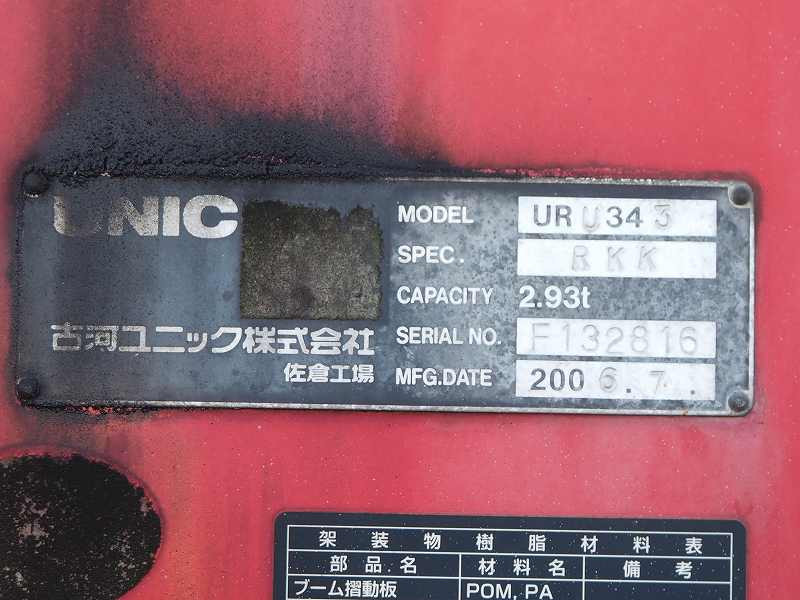 UNIC
古河ユニック株式会社
佐倉工場
MODEL URU343
SPEC. RKK
CAPACITY 2.93t
SERIAL NO. F132816
MFG.DATE 2006.7.
架装物樹脂材料表
部品名 材料名 備考
ブーム摺動板 POM, PA